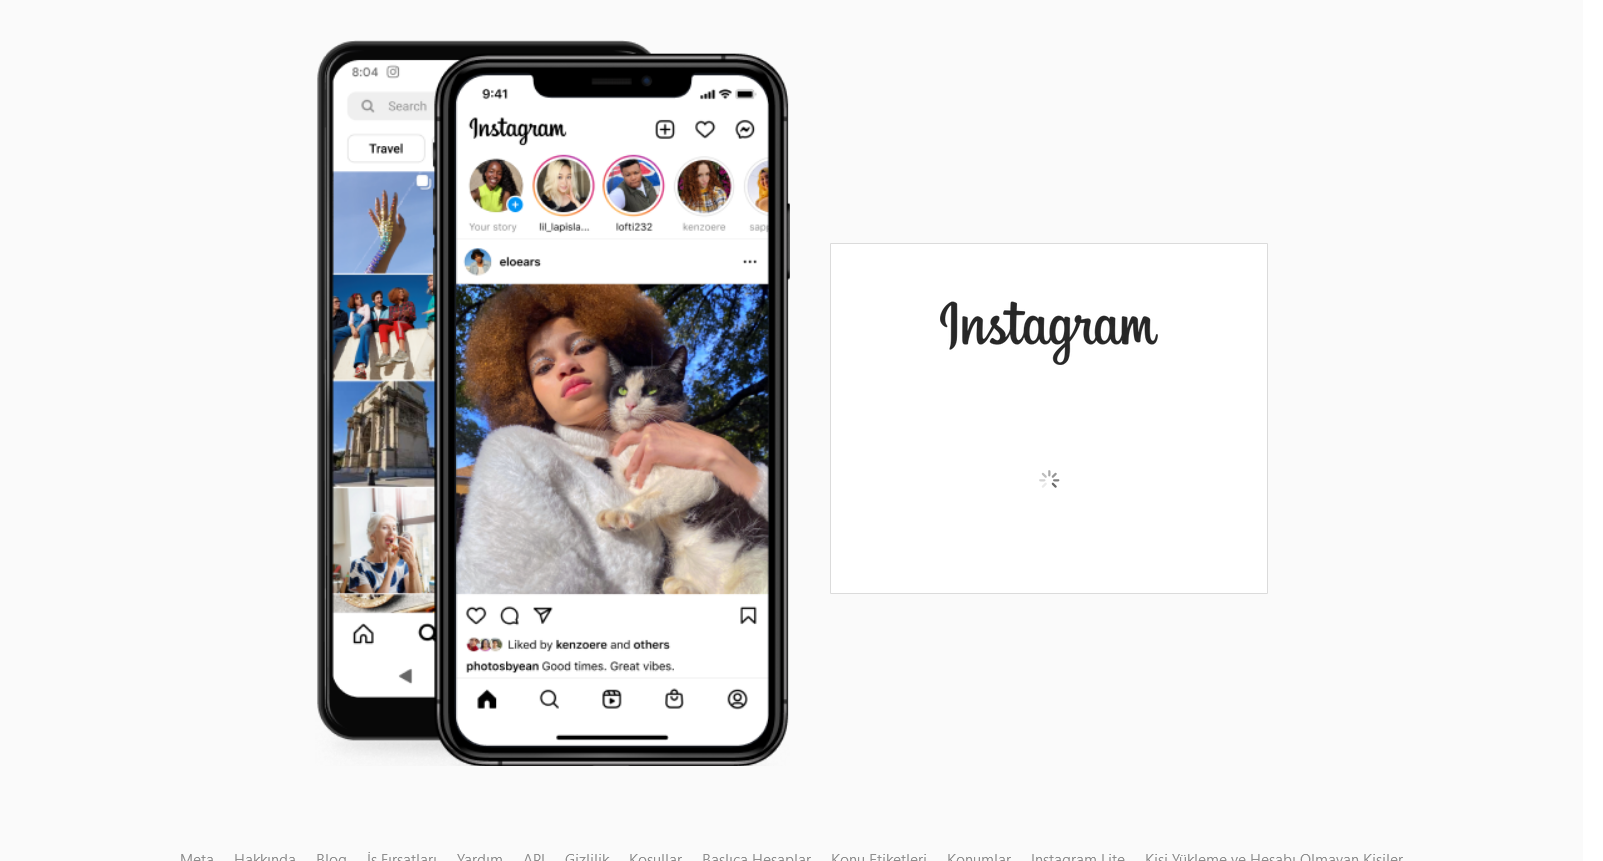 8:04
Search
Travel
9:41
Instagram
Your story
lil_lapisla...
lofti232
kenzoere
eloears
Liked by kenzoere and others
photosbyean Good times. Great vibes.
Instagram
Meta Hakkında Blog İş Fırsatları Yardım API Gizlilik Koşullar Başlıca Hesaplar Konu Etiketleri Konumlar Instagram Lite Kişi Yükleme ve Hesabı Olmayan Kişiler